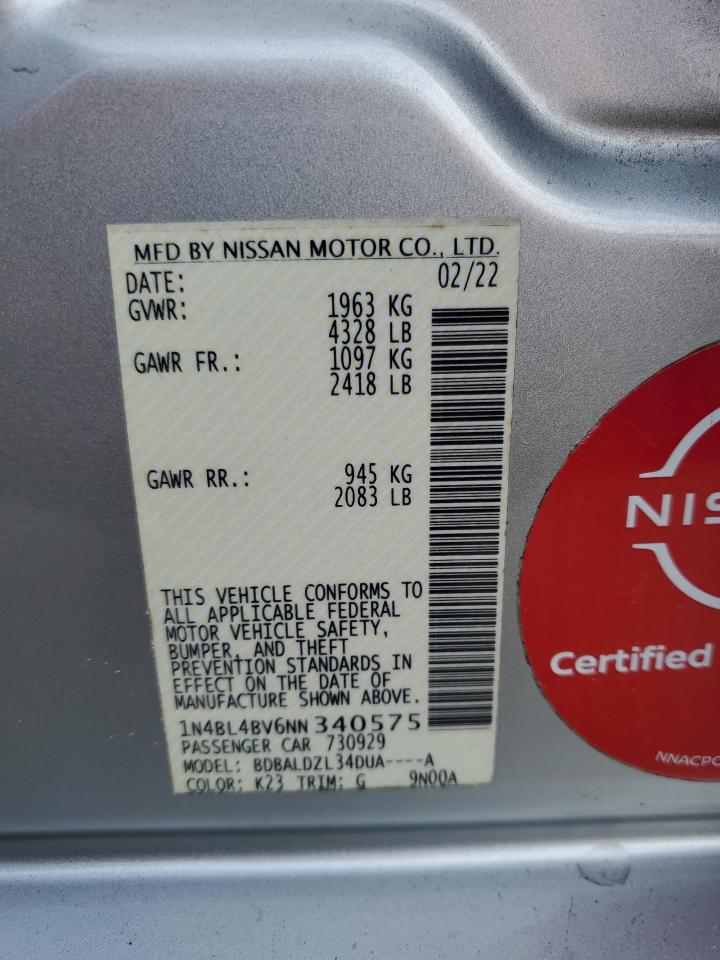 MFD BY NISSAN MOTOR CO., LTD.
DATE: 02/22
GVWR: 1963 KG
4328 LB
GAWR FR.: 1097 KG
2418 LB
GAWR RR.: 945 KG
2083 LB
THIS VEHICLE CONFORMS TO
ALL APPLICABLE FEDERAL
MOTOR VEHICLE SAFETY,
BUMPER, AND THEFT
PREVENTION STANDARDS IN
EFFECT ON THE DATE OF
MANUFACTURE SHOWN ABOVE.
1N4BL4BV6NN340575
PASSENGER CAR 730929
MODEL: BDBALDZL34DUA----A
COLOR: K23 TRIM: G 9N00A
NIS
Certified
NNACPO